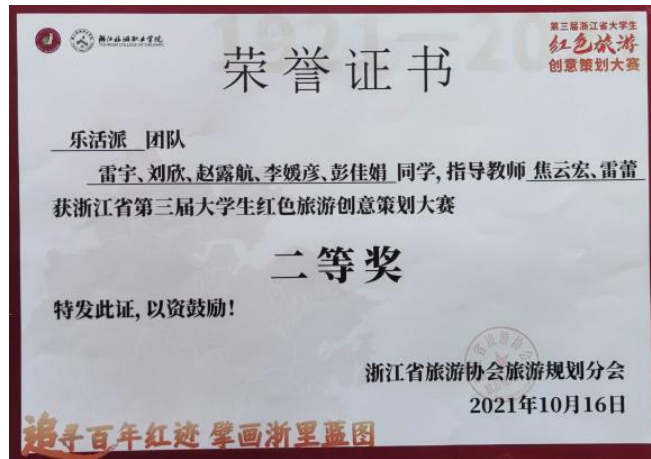 浙江旅游职业学院
TOURISM COLLEGE OF ZHEJIANG
1921—20
第三届浙江省大学生
红色旅游
创意策划大赛
荣誉证书
乐活派 团队
雷宇、刘欣、赵露航、李媛彦、彭佳娟 同学, 指导教师 焦云宏、雷蕾
获浙江省第三届大学生红色旅游创意策划大赛
二等奖
特发此证, 以资鼓励!
浙江省旅游协会旅游规划分会
2021年10月16日
追寻百年红迹 擘画浙里蓝图